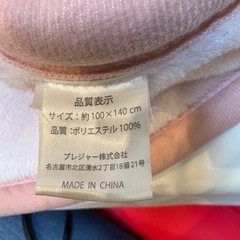 品質表示
サイズ：約100×140 cm
品質：ポリエステル100%
プレジャー株式会社
名古屋市北区清水2丁目18番21号
MADE IN CHINA